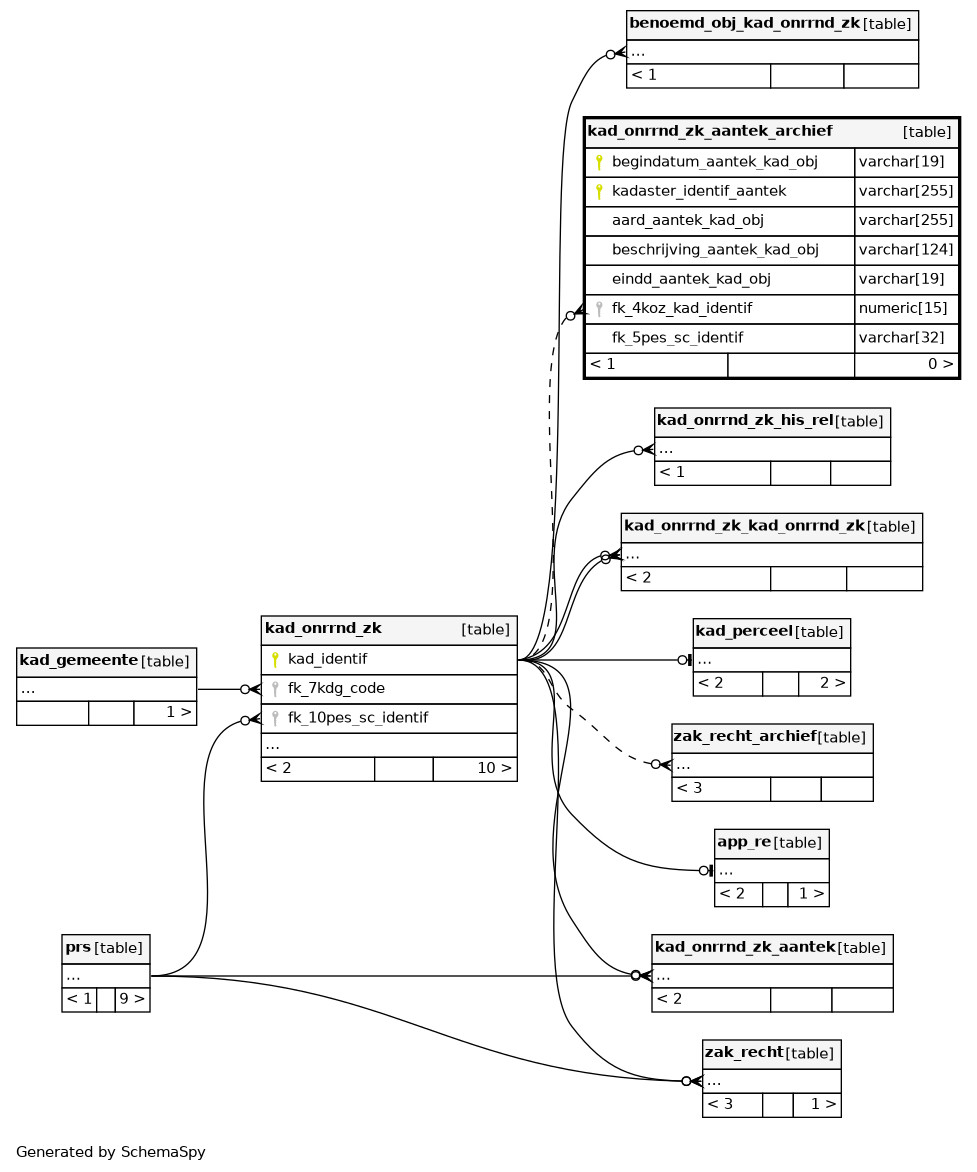 benoemd_obj_kad_onrrnd_zk [table]
...
< 1
kad_onrrnd_zk_aantek_archief [table]
begindatum_aantek_kad_obj varchar[19]
kadaster_identif_aantek varchar[255]
aard_aantek_kad_obj varchar[255]
beschrijving_aantek_kad_obj varchar[124]
eindd_aantek_kad_obj varchar[19]
fk_4koz_kad_identif numeric[15]
fk_5pes_sc_identif varchar[32]
< 1 0 >
kad_onrrnd_zk_his_rel [table]
...
< 1
kad_onrrnd_zk_kad_onrrnd_zk [table]
...
< 2
kad_onrrnd_zk [table]
kad_identif
fk_7kdg_code
fk_10pes_sc_identif
...
< 2 10 >
kad_gemeente [table]
...
1 >
kad_perceel [table]
...
< 2 2 >
zak_recht_archief [table]
...
< 3
app_re [table]
...
< 2 1 >
prs [table]
...
< 1 9 >
kad_onrrnd_zk_aantek [table]
...
< 2
zak_recht [table]
...
< 3 1 >
Generated by SchemaSpy